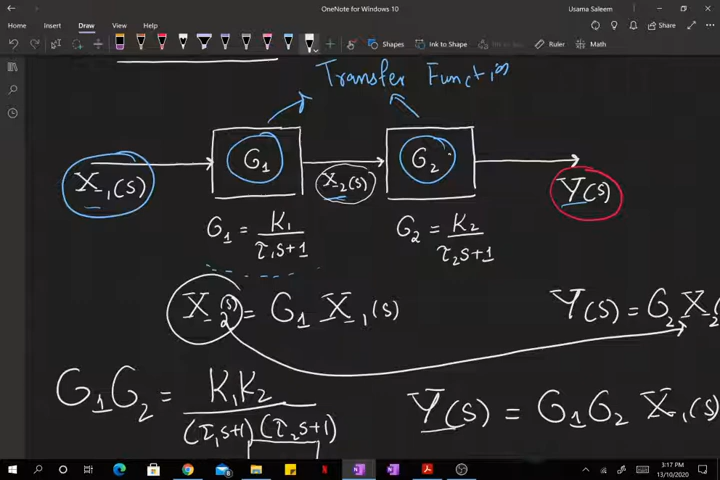 OneNote for Windows 10
Usama Saleem
Home Insert Draw View Help
Share
Shapes Ink to Shape Ruler Math
Transfer Function
X₁(s) G₁ X₂(s) G₂ Y(s)
G₁ = K₁/(τ₁s+1) G₂ = K₂/(τ₂s+1)
X₂(s) = G₁ X₁(s) Y(s) = G₂ X₂(s
G₁G₂ = K₁K₂/((τ₁s+1)(τ₂s+1)) Y(s) = G₁G₂ X₁(s)
3:17 PM
13/10/2020